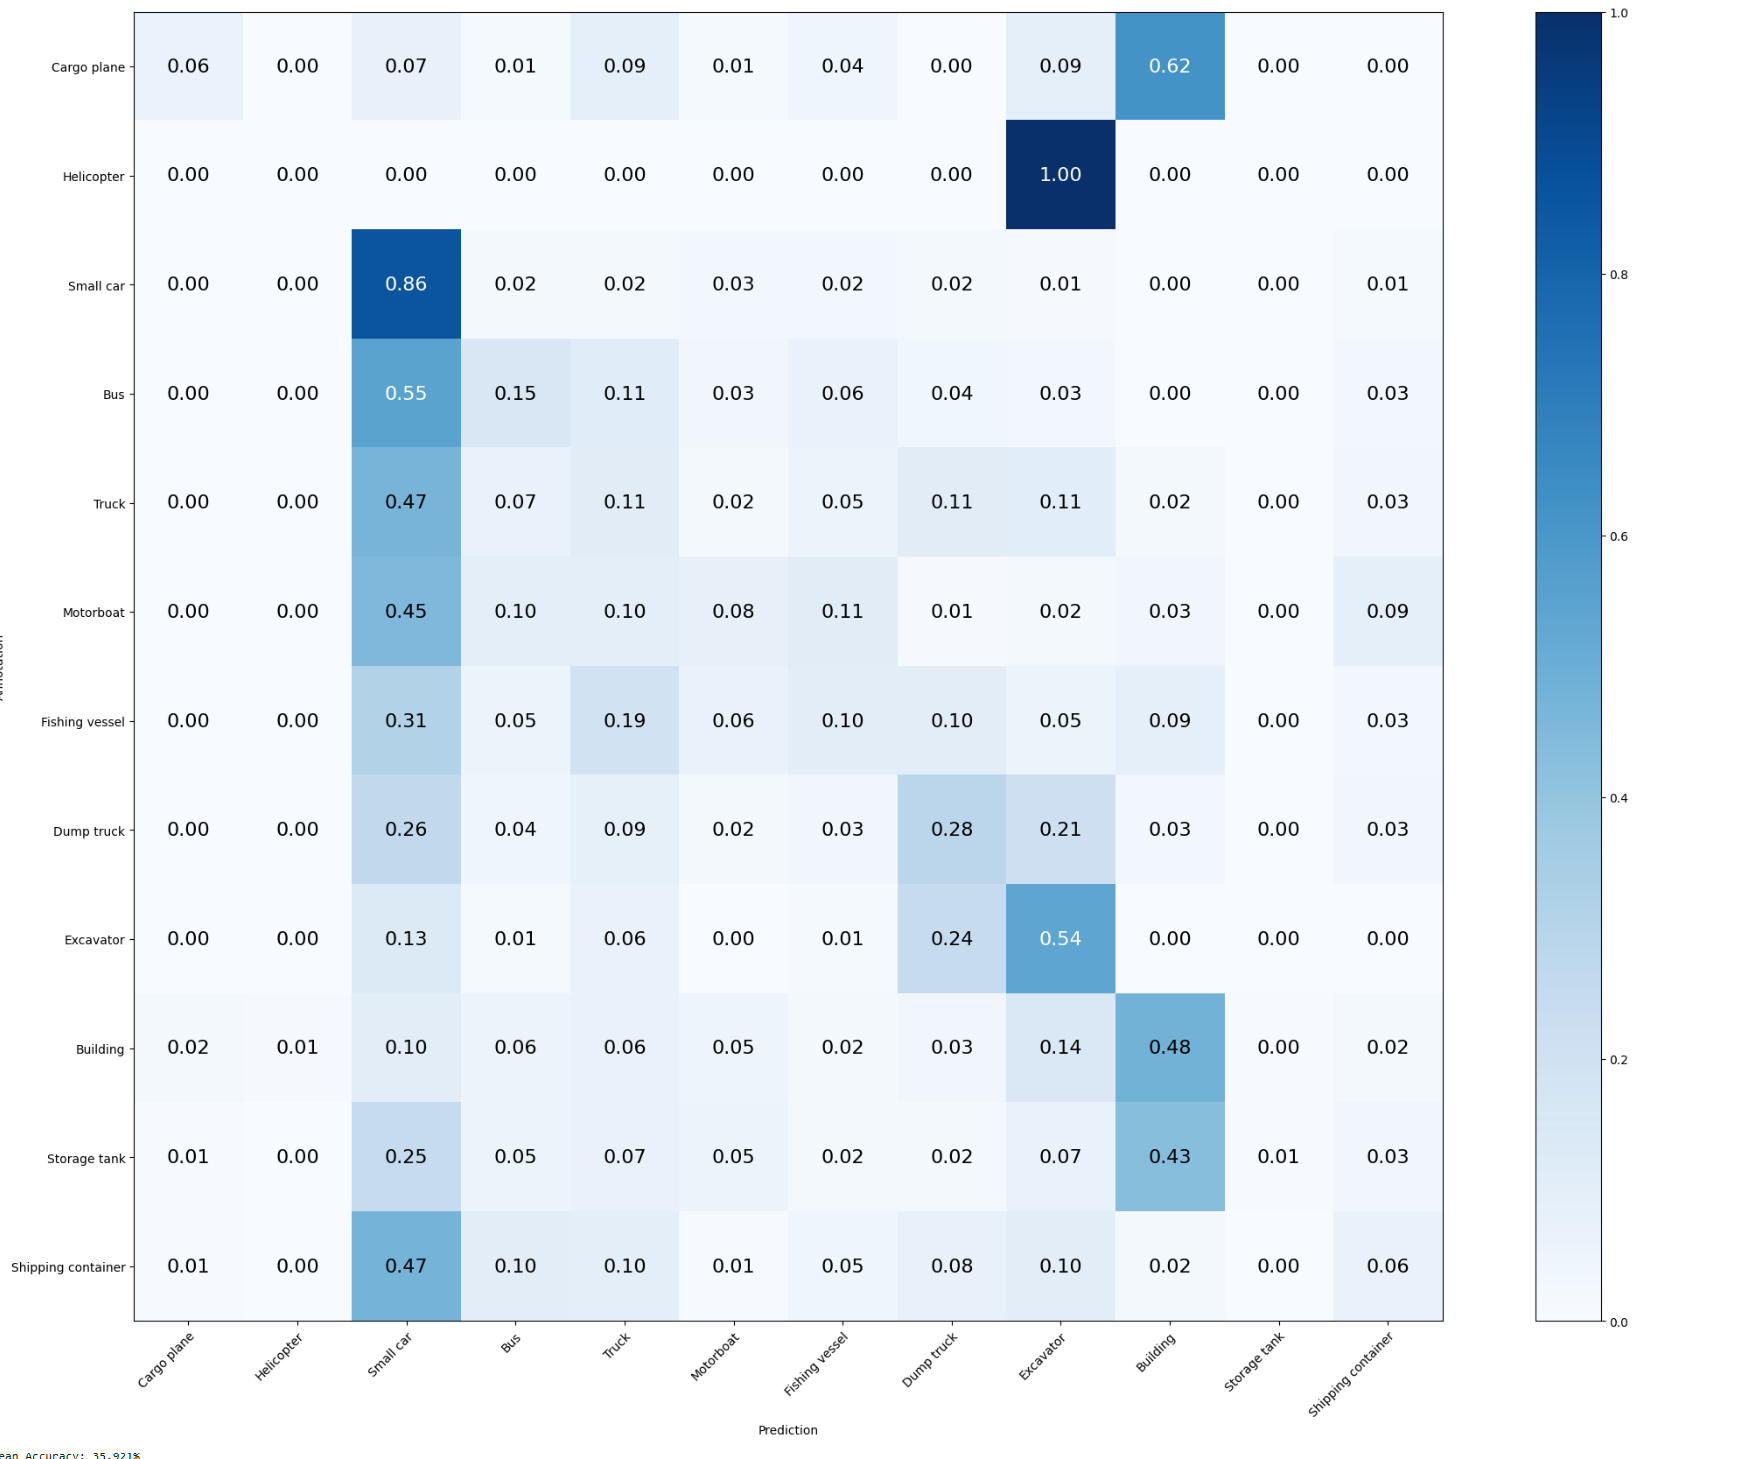 1.0
Cargo plane 0.06 0.00 0.07 0.01 0.09 0.01 0.04 0.00 0.09 0.62 0.00 0.00
Helicopter 0.00 0.00 0.00 0.00 0.00 0.00 0.00 0.00 1.00 0.00 0.00 0.00
0.8
Small car 0.00 0.00 0.86 0.02 0.02 0.03 0.02 0.02 0.01 0.00 0.00 0.01
Bus 0.00 0.00 0.55 0.15 0.11 0.03 0.06 0.04 0.03 0.00 0.00 0.03
Truck 0.00 0.00 0.47 0.07 0.11 0.02 0.05 0.11 0.11 0.02 0.00 0.03
0.6
Motorboat 0.00 0.00 0.45 0.10 0.10 0.08 0.11 0.01 0.02 0.03 0.00 0.09
Fishing vessel 0.00 0.00 0.31 0.05 0.19 0.06 0.10 0.10 0.05 0.09 0.00 0.03
0.4
Dump truck 0.00 0.00 0.26 0.04 0.09 0.02 0.03 0.28 0.21 0.03 0.00 0.03
Excavator 0.00 0.00 0.13 0.01 0.06 0.00 0.01 0.24 0.54 0.00 0.00 0.00
Building 0.02 0.01 0.10 0.06 0.06 0.05 0.02 0.03 0.14 0.48 0.00 0.02
0.2
Storage tank 0.01 0.00 0.25 0.05 0.07 0.05 0.02 0.02 0.07 0.43 0.01 0.03
Shipping container 0.01 0.00 0.47 0.10 0.10 0.01 0.05 0.08 0.10 0.02 0.00 0.06
0.0
Cargo plane Helicopter Small car Bus Truck Motorboat Fishing vessel Dump truck Excavator Building Storage tank Shipping container
Prediction
Accuracy: 35.921%